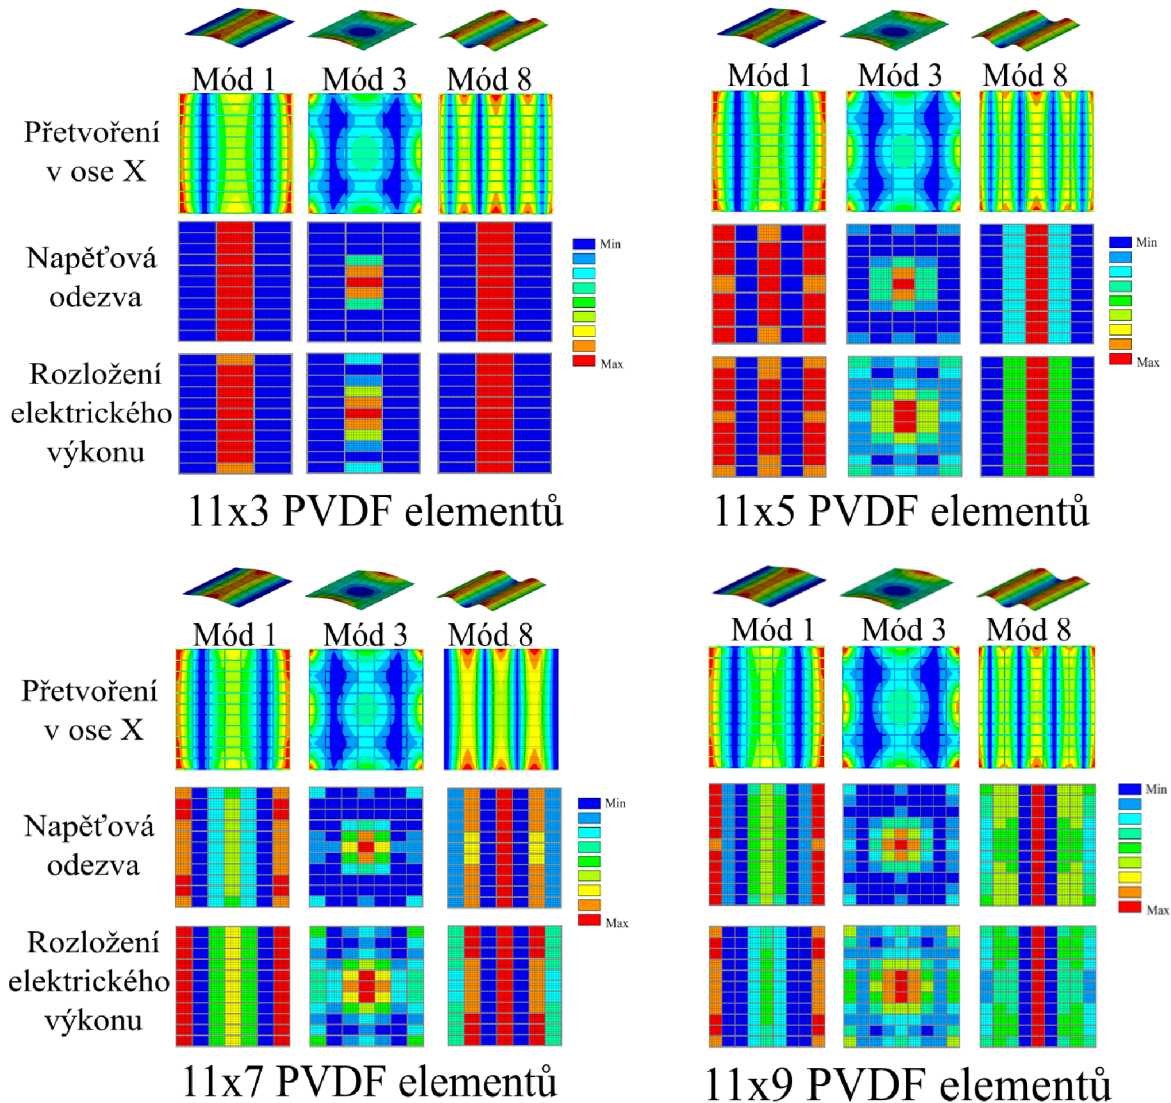 Mód 1 Mód 3 Mód 8
Přetvoření
v ose X
Napěťová
odezva
Rozložení
elektrického
výkonu
Min
Max
11x3 PVDF elementů
Mód 1 Mód 3 Mód 8
Min
Max
11x5 PVDF elementů
Mód 1 Mód 3 Mód 8
Přetvoření
v ose X
Napěťová
odezva
Rozložení
elektrického
výkonu
Min
Max
11x7 PVDF elementů
Mód 1 Mód 3 Mód 8
Min
Max
11x9 PVDF elementů